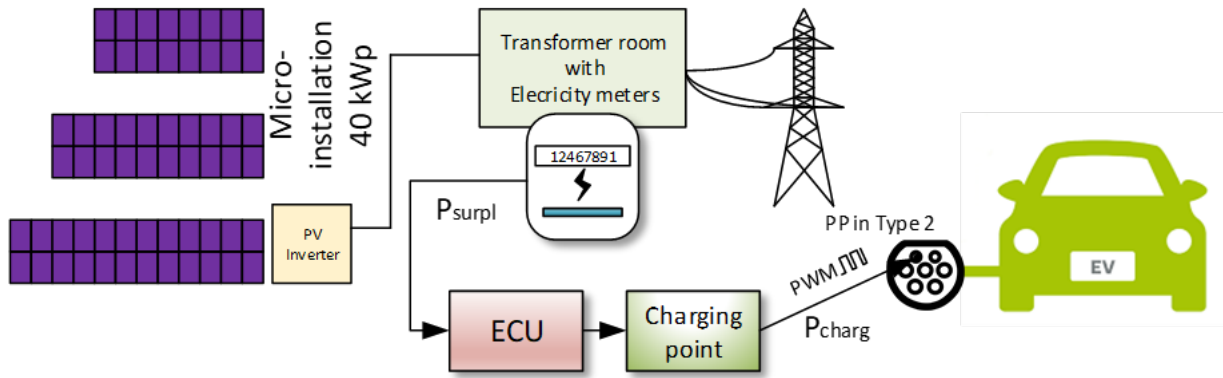 Micro-
installation
40 kWp
Transformer room
with
Elecricity meters
12467891
Psurpl
PV
Inverter
PP in Type 2
EV
PWM
Pcharg
ECU
Charging
point